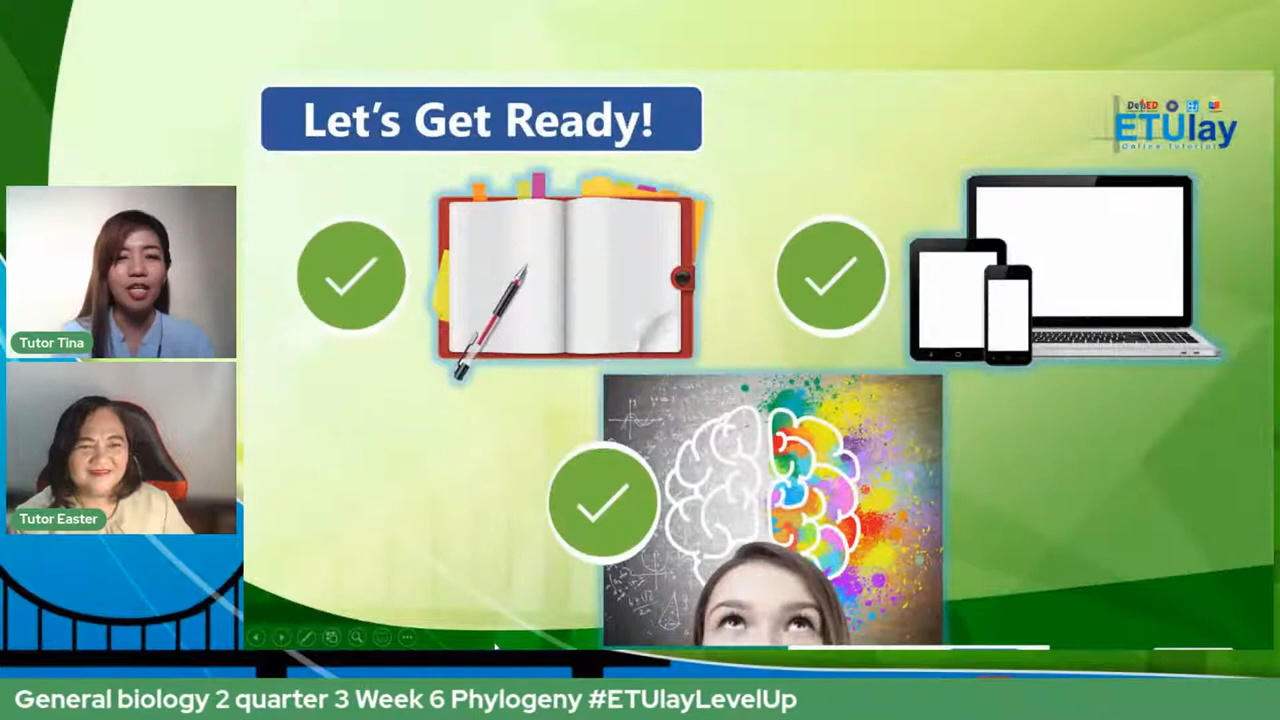 Let's Get Ready!
DepED
ETUlay
Online Tutorial
Tutor Tina
Tutor Easter
General biology 2 quarter 3 Week 6 Phylogeny #ETUlayLevelUp